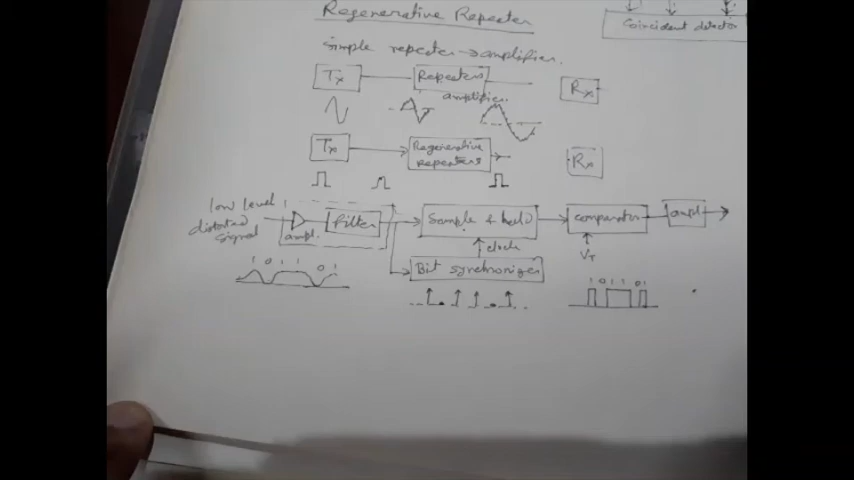 Regenerative Repeater
Coincident detector
Simple repeater → amplifier.
Tx
Repeaters
Rx
amplifier.
Tx
Regenerative
repeaters
Rx
low level
distorted
signal
ampl.
filter
Sample & hold
comparator
ampl
clock
VT
Bit synchronizer
1 0 1 1 0 1
1 0 1 1 0 1